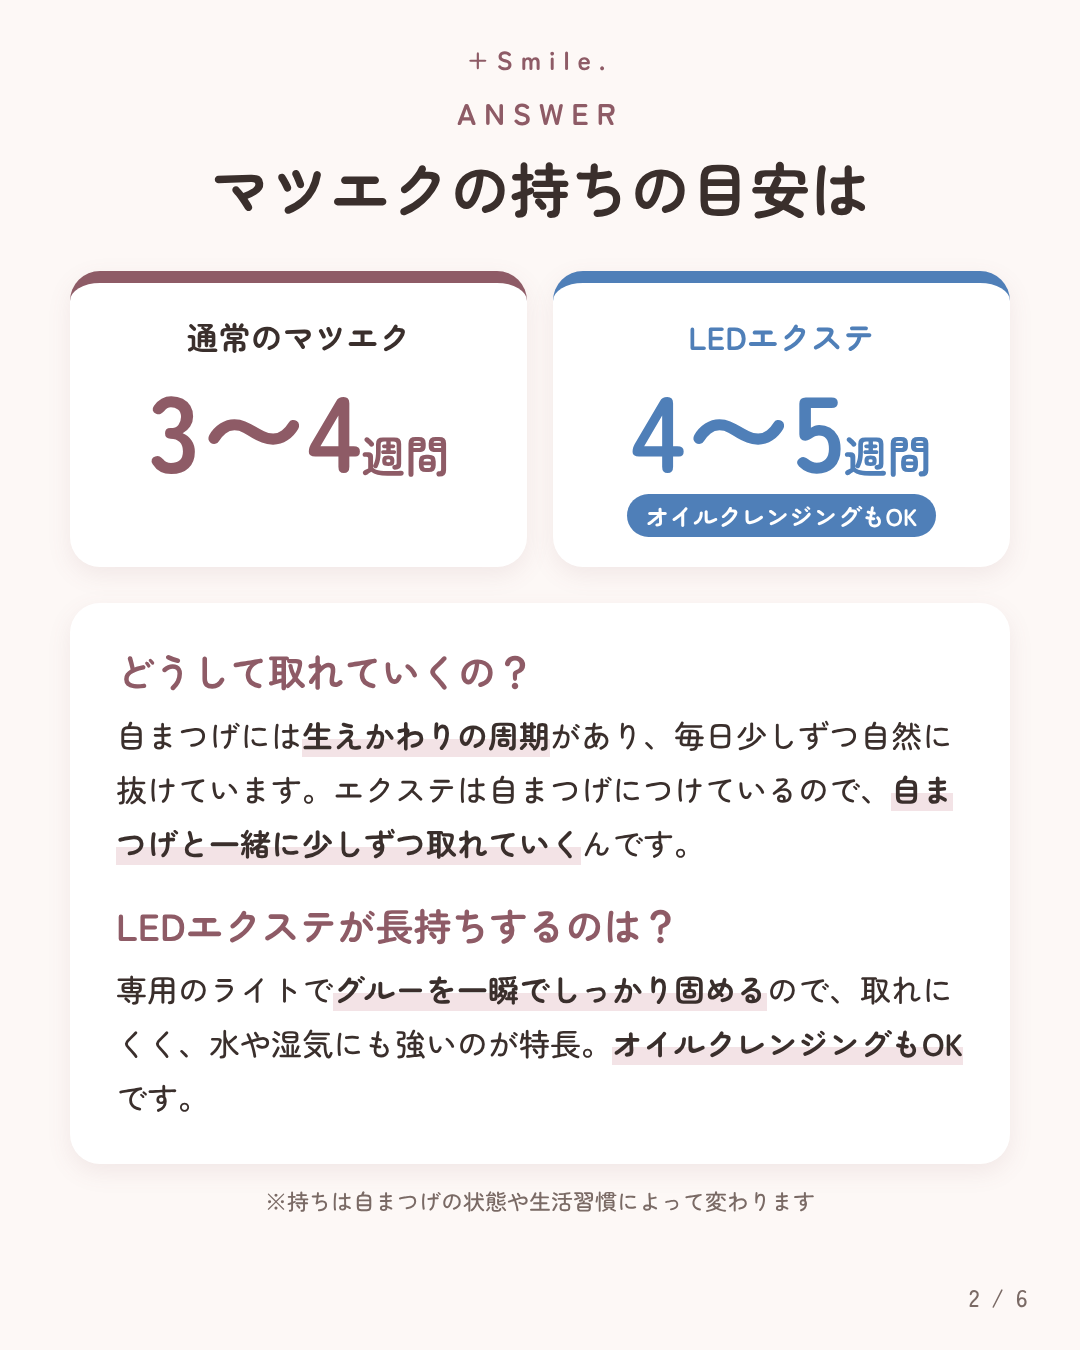 +Smile.
ANSWER
マツエクの持ちの目安は
通常のマツエク
3〜4週間
LEDエクステ
4〜5週間
オイルクレンジングもOK
どうして取れていくの？
自まつげには生えかわりの周期があり、毎日少しずつ自然に
抜けています。エクステは自まつげにつけているので、自ま
つげと一緒に少しずつ取れていくんです。
LEDエクステが長持ちするのは？
専用のライトでグルーを一瞬でしっかり固めるので、取れに
くく、水や湿気にも強いのが特長。オイルクレンジングもOK
です。
※持ちは自まつげの状態や生活習慣によって変わります
2 / 6